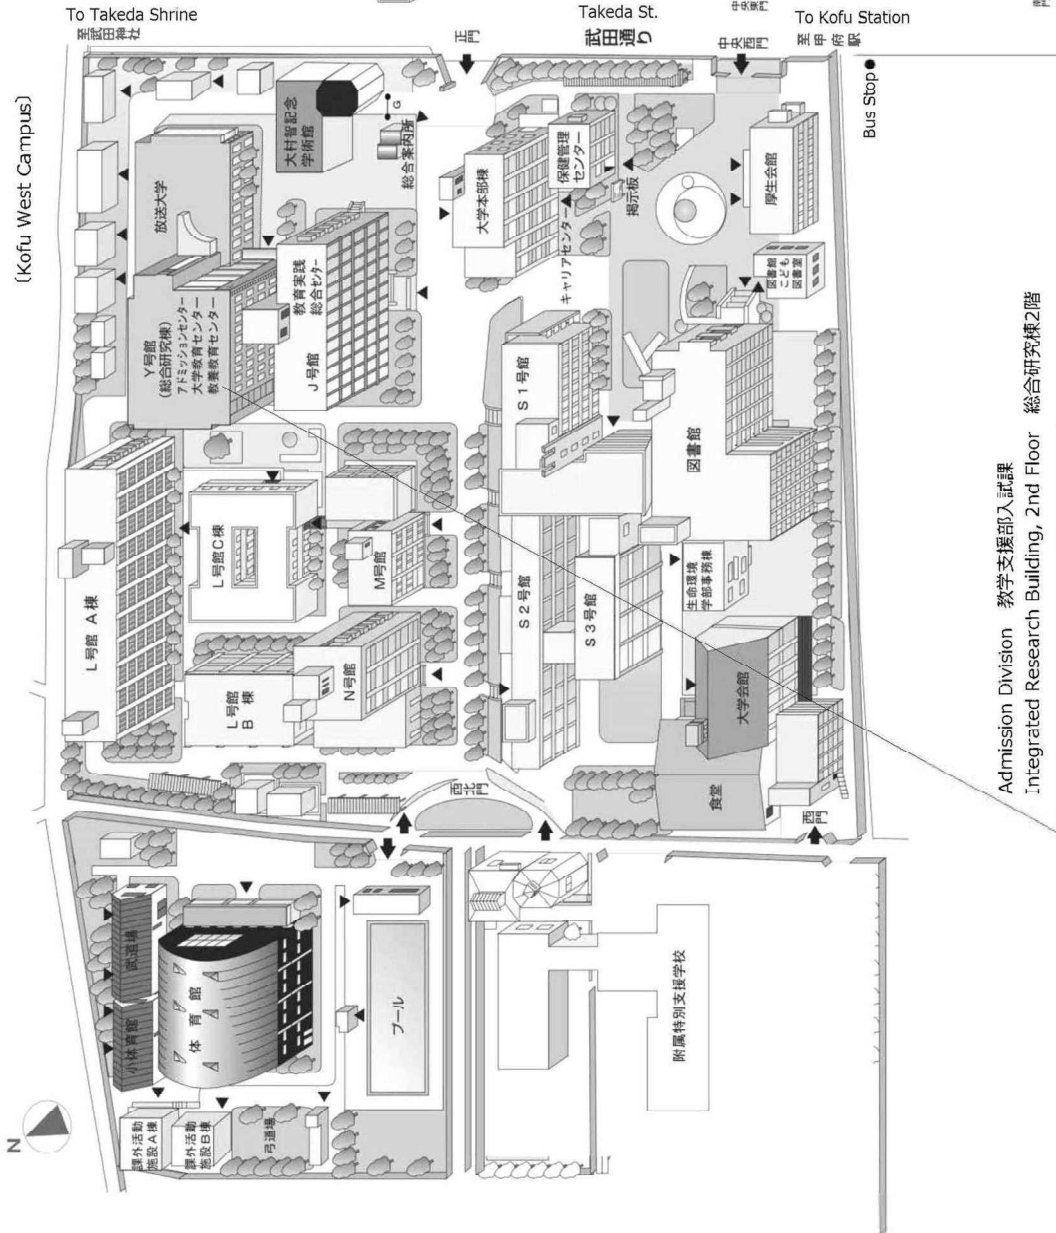 To Takeda Shrine
至武田神社
正門
Takeda St.
武田通り
中央東門
中央西門
To Kofu Station
至甲府駅
Bus Stop
(Kofu West Campus)
放送大学
大村智記念
学術館
G
総合案内所
大学本部棟
保健管理
センター
キャリアセンター
掲示板
厚生会館
図書館
こども
図書室
Y号館
(総合研究棟)
アドミッションセンター
大学教育センター
教養教育センター
教育実践
総合センター
J号館
S1号館
図書館
L号館 A棟
L号館C棟
M号館
L号館
B棟
N号館
S2号館
S3号館
生命環境
学部事務棟
大学会館
食堂
西北門
西門
武道場
小体育館
体育館
プール
課外活動
施設A棟
課外活動
施設B棟
弓道場
附属特別支援学校
N
Admission Division 教学支援部入試課
Integrated Research Building, 2nd Floor 総合研究棟2階